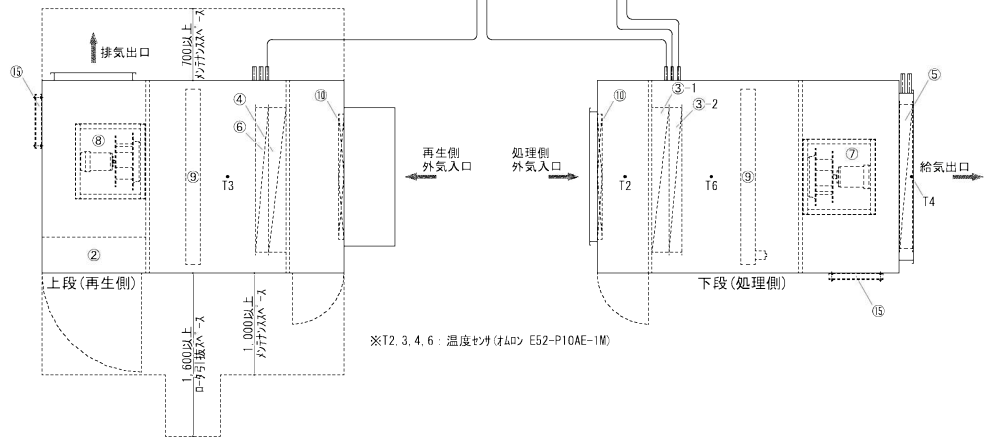 排気出口
700以上
メンテナンススペース
⑮
④
⑥
⑩
⑧
⑨
T3
②
上段(再生側)
再生側
外気入口
1,600以上
ロータ引抜スペース
1,000以上
メンテナンススペース
処理側
外気入口
⑩
③-1
③-2
⑤
T2
T6
⑨
⑦
給気出口
T4
下段(処理側)
⑮
※T2,3,4,6 : 温度センサ(オムロン E52-P10AE-1M)